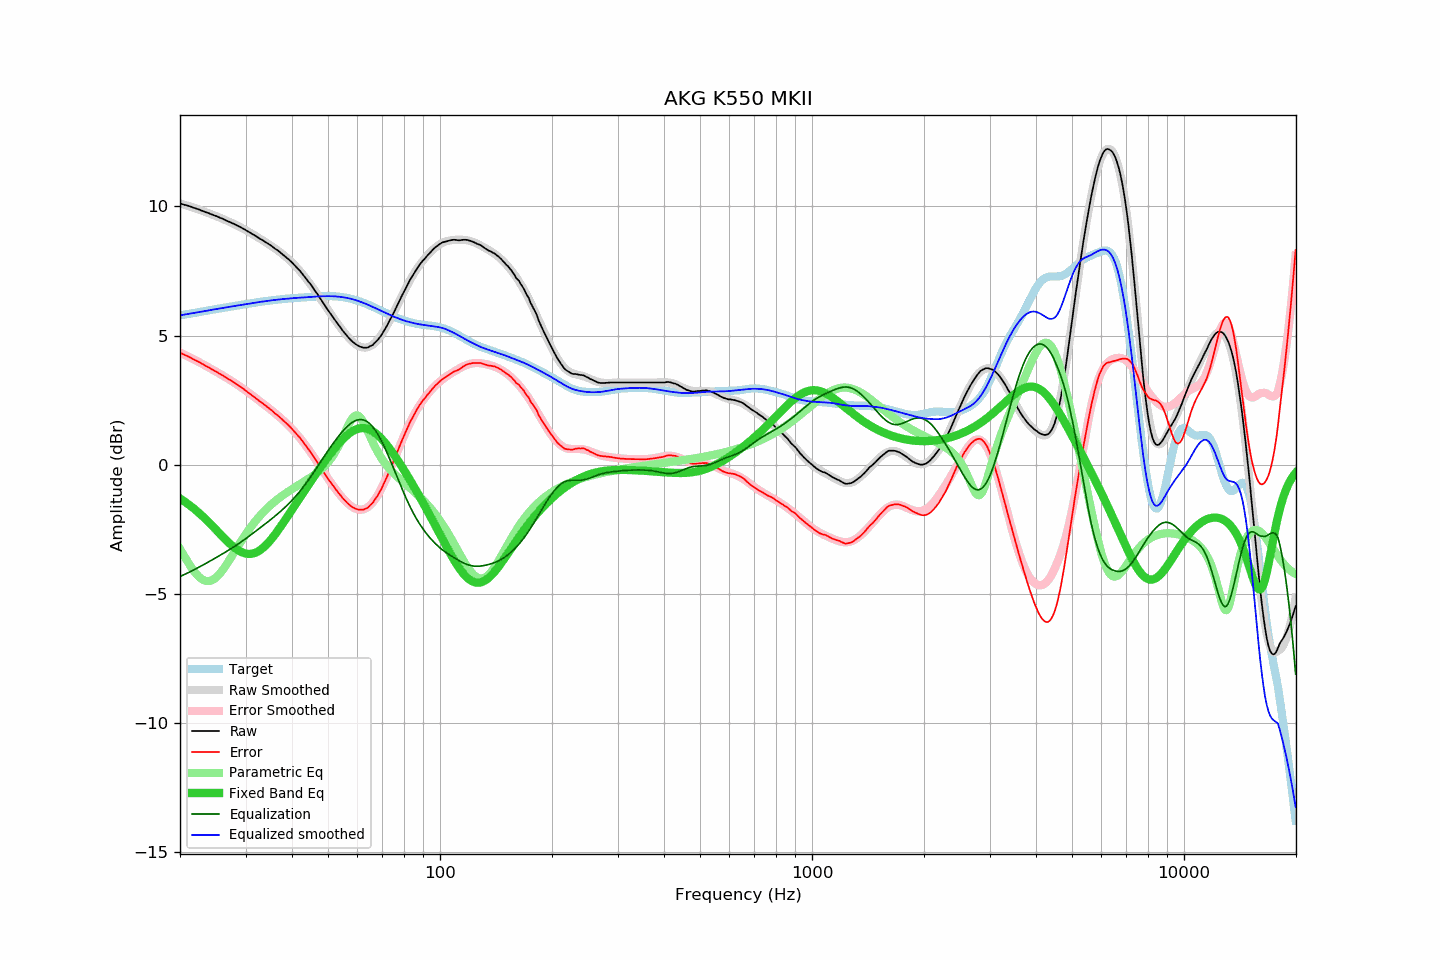 AKG K550 MKII
Amplitude (dBr)
10
5
0
−5
−10
−15
Target
Raw Smoothed
Error Smoothed
Raw
Error
Parametric Eq
Fixed Band Eq
Equalization
Equalized smoothed
100
1000
10000
Frequency (Hz)